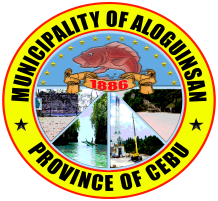 MUNICIPALITY OF ALOGUINSAN
1886
PROVINCE OF CEBU